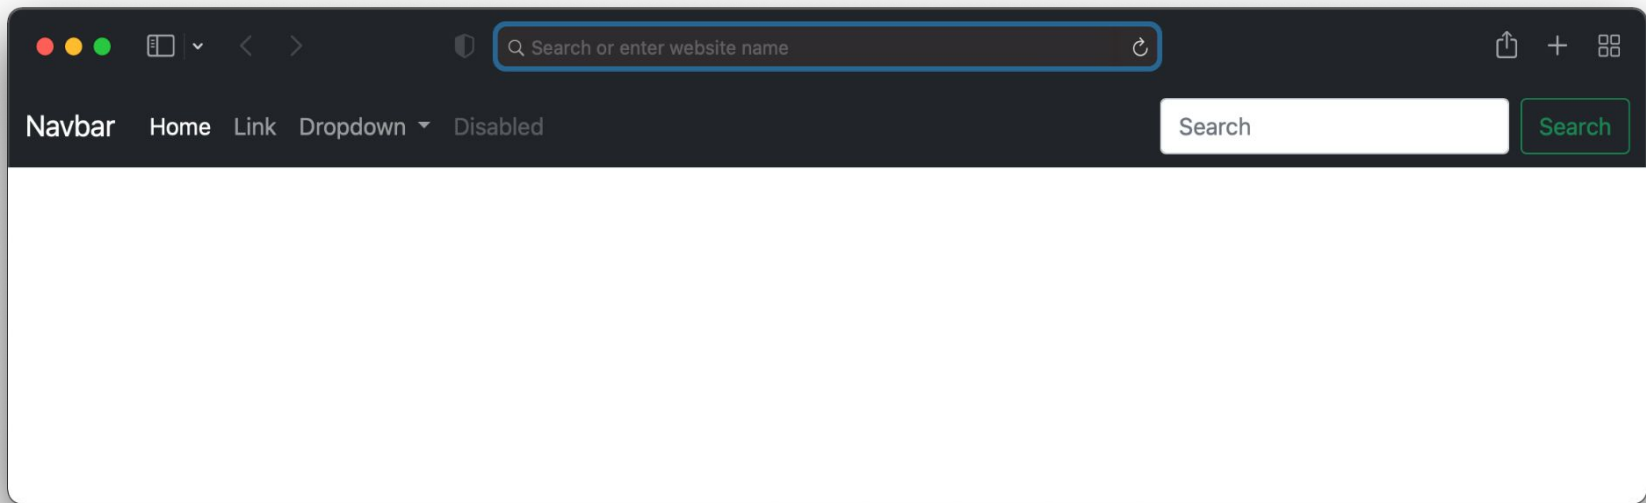 Search or enter website name
Navbar Home Link Dropdown Disabled Search Search